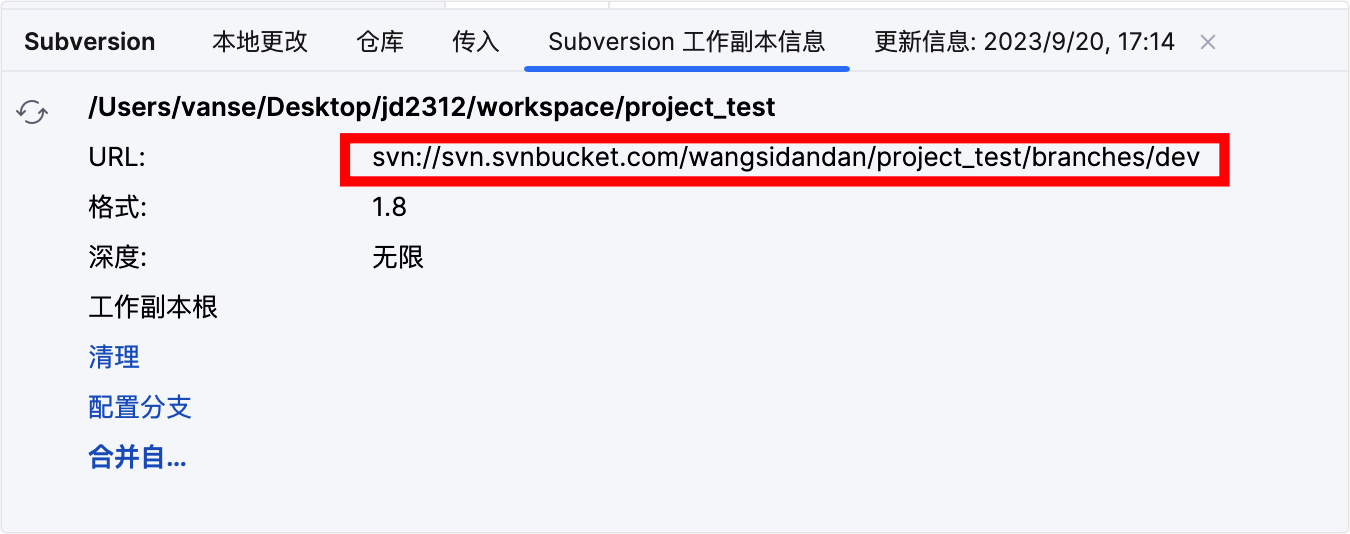 Subversion 本地更改 仓库 传入 Subversion 工作副本信息 更新信息: 2023/9/20, 17:14
/Users/vanse/Desktop/jd2312/workspace/project_test
URL: svn://svn.svnbucket.com/wangsidandan/project_test/branches/dev
格式: 1.8
深度: 无限
工作副本根
清理
配置分支
合并自...